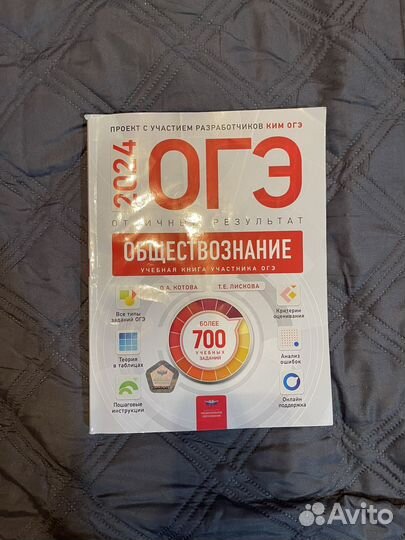 ПРОЕКТ С УЧАСТИЕМ РАЗРАБОТЧИКОВ КИМ ОГЭ
2024
ОГЭ
ОТЛИЧНЫЙ РЕЗУЛЬТАТ
ОБЩЕСТВОЗНАНИЕ
УЧЕБНАЯ КНИГА УЧАСТНИКА ОГЭ
О.А. КОТОВА
Т.Е. ЛИСКОВА
Все типы
заданий ОГЭ
Теория
в таблицах
Пошаговые
инструкции
БОЛЕЕ
700
УЧЕБНЫХ
ЗАДАНИЙ
Критерии
оценивания
Анализ
ошибок
Онлайн
поддержка
Avito